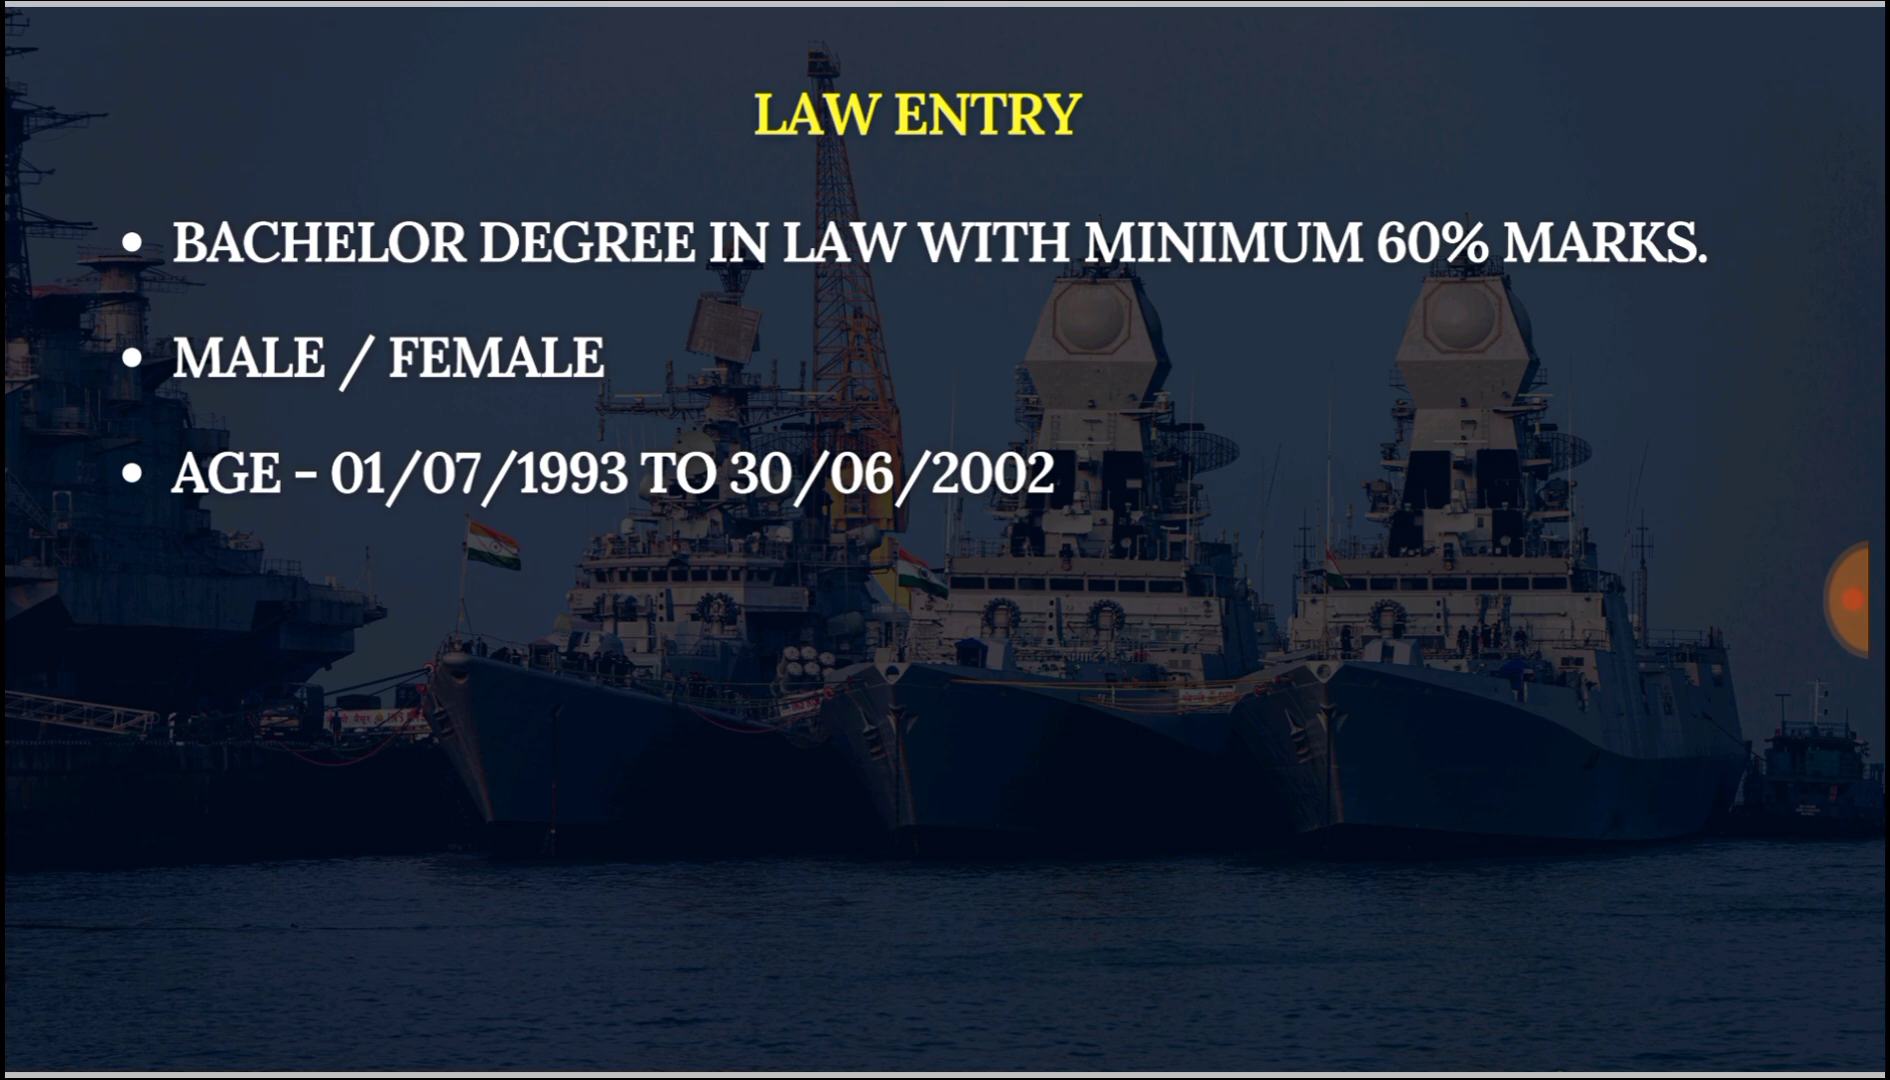 LAW ENTRY
• BACHELOR DEGREE IN LAW WITH MINIMUM 60% MARKS.
• MALE / FEMALE
• AGE - 01/07/1993 TO 30/06/2002